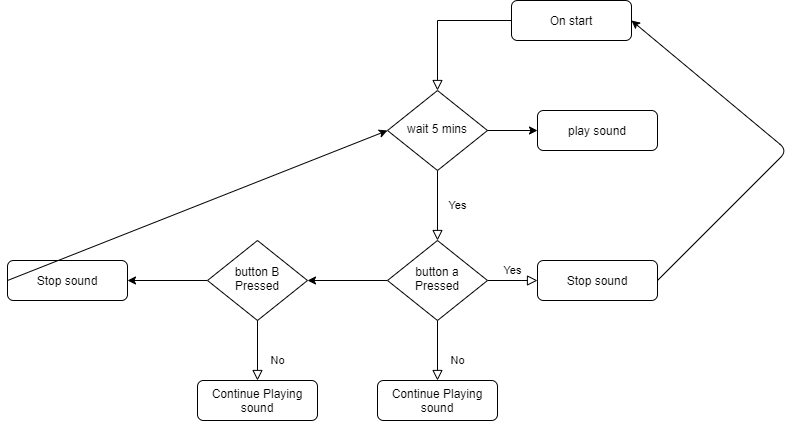 On start
wait 5 mins
play sound
Yes
Stop sound
button B
Pressed
button a
Pressed
Yes
Stop sound
No
No
Continue Playing
sound
Continue Playing
sound